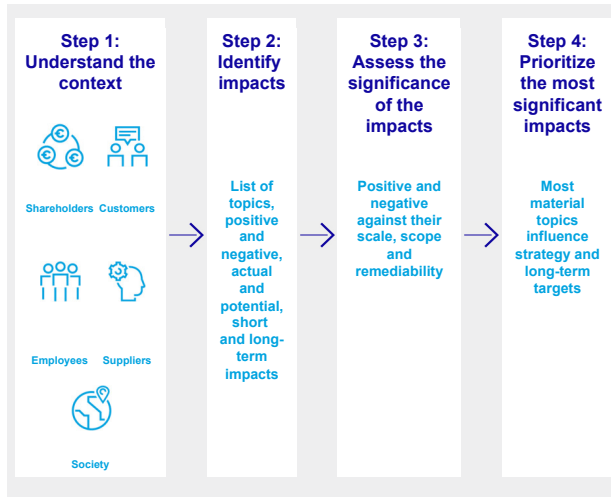 Step 1:
Understand the
context
€
€
€
Shareholders
Customers
Employees
Suppliers
Society
Step 2:
Identify
impacts
List of
topics,
positive
and
negative,
actual
and
potential,
short
and long-
term
impacts
Step 3:
Assess the
significance
of the
impacts
Positive and
negative
against their
scale, scope
and
remediability
Step 4:
Prioritize
the most
significant
impacts
Most
material
topics
influence
strategy and
long-term
targets